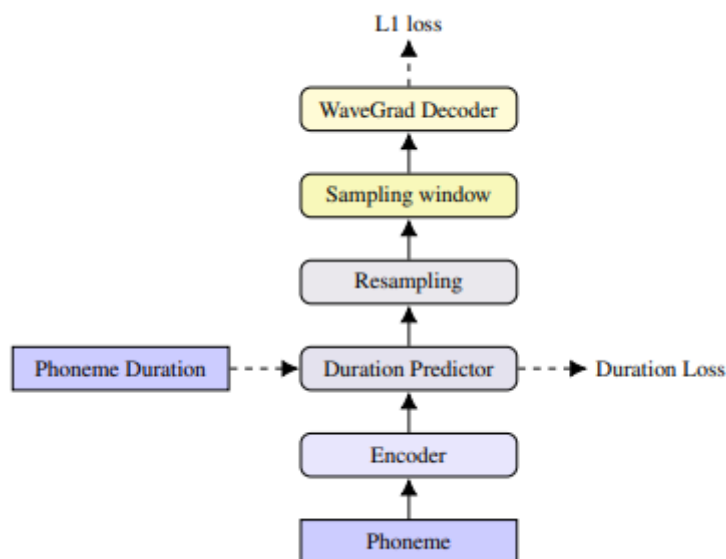 L1 loss
WaveGrad Decoder
Sampling window
Resampling
Phoneme Duration
Duration Predictor
Duration Loss
Encoder
Phoneme